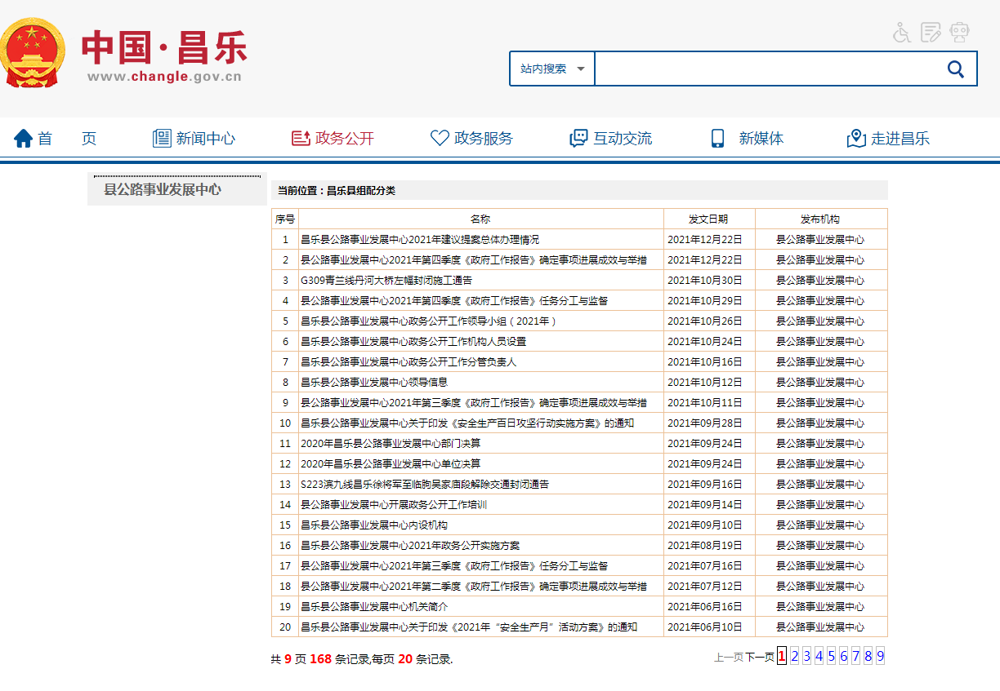 中国·昌乐
www.changle.gov.cn
站内搜索
首 页 新闻中心 政务公开 政务服务 互动交流 新媒体 走进昌乐
县公路事业发展中心
当前位置：昌乐县组配分类
序号 名称 发文日期 发布机构
1 昌乐县公路事业发展中心2021年建议提案总体办理情况 2021年12月22日 县公路事业发展中心
2 县公路事业发展中心2021年第四季度《政府工作报告》确定事项进展成效与举措 2021年12月22日 县公路事业发展中心
3 G309青兰线丹河大桥左幅封闭施工通告 2021年10月30日 县公路事业发展中心
4 县公路事业发展中心2021年第四季度《政府工作报告》任务分工与监督 2021年10月29日 县公路事业发展中心
5 昌乐县公路事业发展中心政务公开工作领导小组（2021年） 2021年10月26日 县公路事业发展中心
6 昌乐县公路事业发展中心政务公开工作机构人员设置 2021年10月24日 县公路事业发展中心
7 昌乐县公路事业发展中心政务公开工作分管负责人 2021年10月16日 县公路事业发展中心
8 昌乐县公路事业发展中心领导信息 2021年10月12日 县公路事业发展中心
9 县公路事业发展中心2021年第三季度《政府工作报告》确定事项进展成效与举措 2021年10月11日 县公路事业发展中心
10 昌乐县公路事业发展中心关于印发《安全生产百日攻坚行动实施方案》的通知 2021年09月28日 县公路事业发展中心
11 2020年昌乐县公路事业发展中心部门决算 2021年09月24日 县公路事业发展中心
12 2020年昌乐县公路事业发展中心单位决算 2021年09月24日 县公路事业发展中心
13 S223滨九线昌乐徐将军至临朐吴家庙段解除交通封闭通告 2021年09月16日 县公路事业发展中心
14 县公路事业发展中心开展政务公开工作培训 2021年09月14日 县公路事业发展中心
15 昌乐县公路事业发展中心内设机构 2021年09月10日 县公路事业发展中心
16 昌乐县公路事业发展中心2021年政务公开实施方案 2021年08月19日 县公路事业发展中心
17 县公路事业发展中心2021年第三季度《政府工作报告》任务分工与监督 2021年07月16日 县公路事业发展中心
18 县公路事业发展中心2021年第二季度《政府工作报告》确定事项进展成效与举措 2021年07月12日 县公路事业发展中心
19 昌乐县公路事业发展中心机关简介 2021年06月16日 县公路事业发展中心
20 昌乐县公路事业发展中心关于印发《2021年“安全生产月”活动方案》的通知 2021年06月10日 县公路事业发展中心
共 9 页 168 条记录,每页 20 条记录. 上一页 下一页 1 2 3 4 5 6 7 8 9